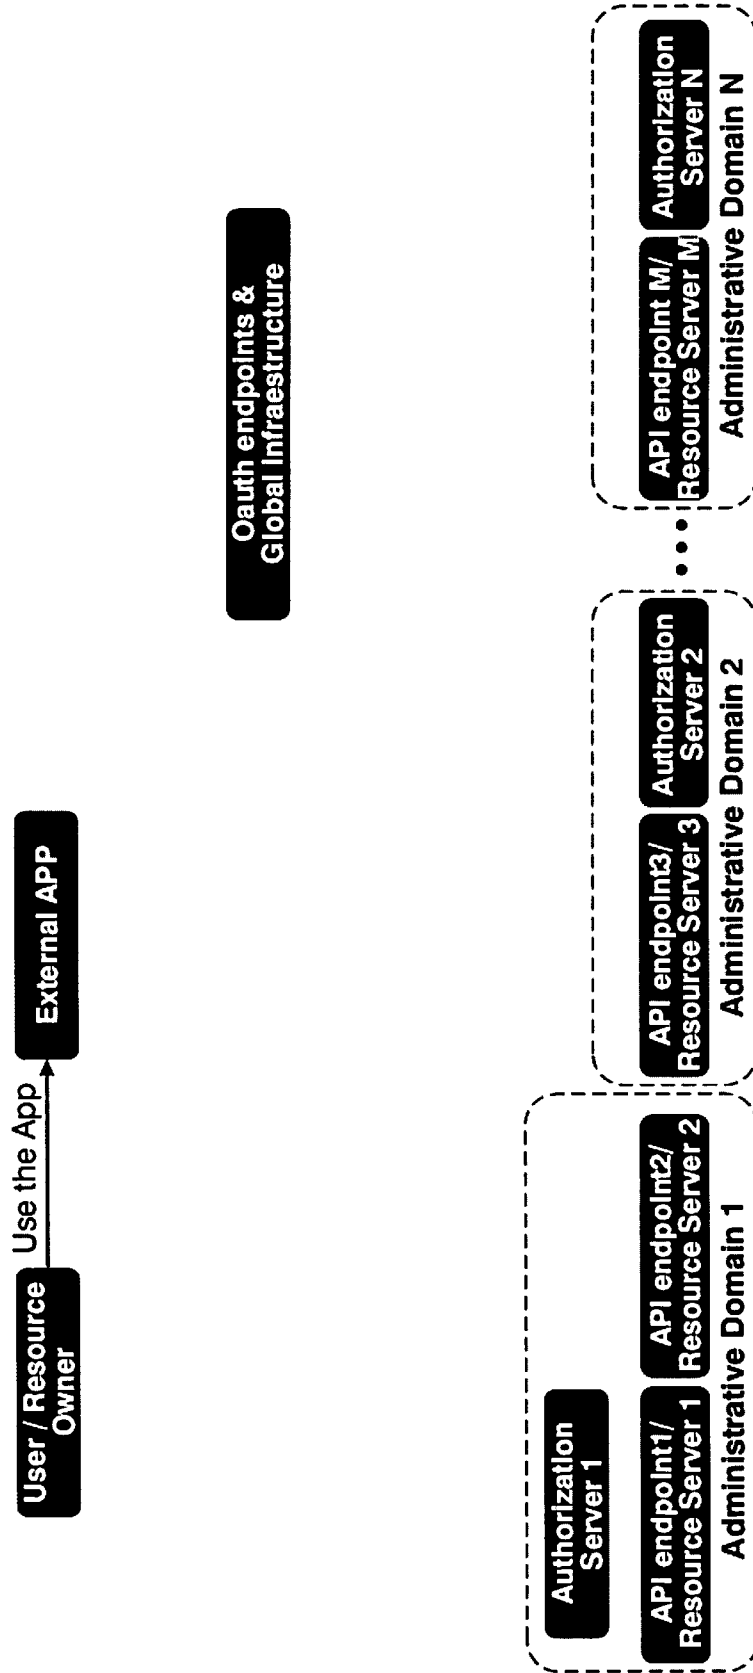 User / Resource
Owner
Use the App
External APP
Oauth endpoints &
Global Infraestructure
Authorization
Server 1
API endpoint1/
Resource Server 1
API endpoint2/
Resource Server 2
Administrative Domain 1
API endpoint3/
Resource Server 3
Authorization
Server 2
Administrative Domain 2
API endpoint M/
Resource Server M
Authorization
Server N
Administrative Domain N